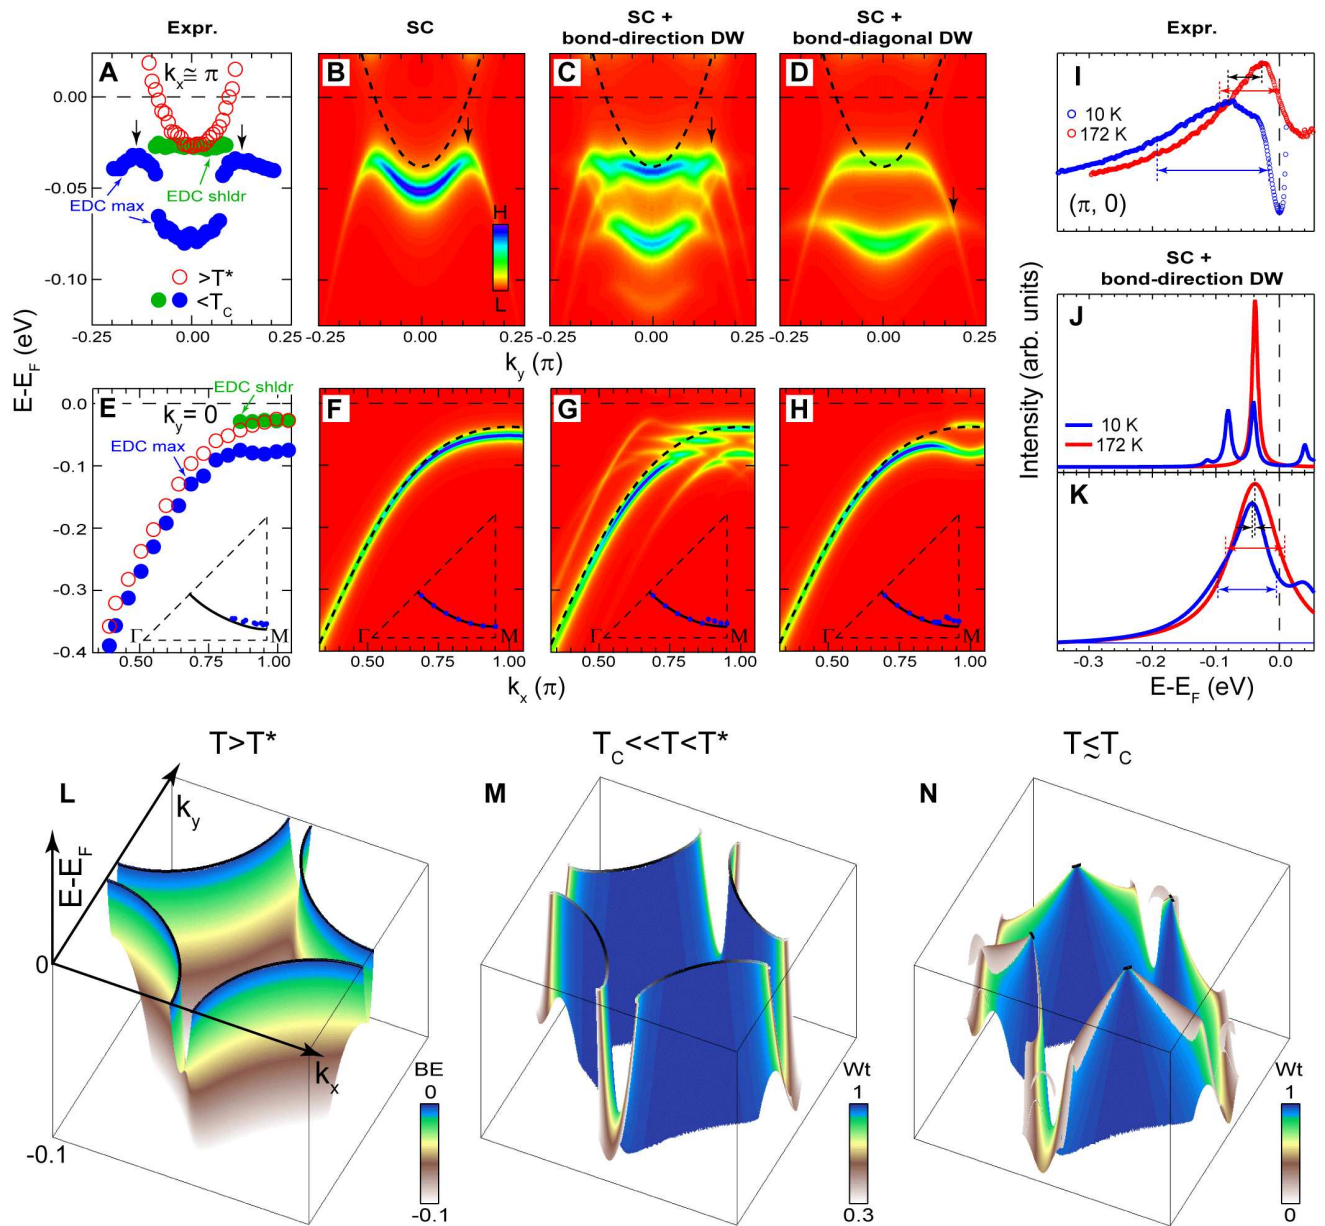 Expr.
SC
SC +
bond-direction DW
SC +
bond-diagonal DW
Expr.
A
kx ≅ π
EDC shldr
EDC max
>T*
<TC
B
H
L
C
D
I
10 K
172 K
(π, 0)
0.00
-0.05
-0.10
-0.25 0.00 0.25
-0.25 0.00 0.25
-0.25 0.00 0.25
-0.25 0.00 0.25
ky (π)
E-EF (eV)
SC +
bond-direction DW
J
10 K
172 K
K
Intensity (arb. units)
-0.3 -0.2 -0.1 0.0
E-EF (eV)
E
EDC shldr
ky= 0
EDC max
Γ M
F
Γ M
G
Γ M
H
Γ M
0.0
-0.1
-0.2
-0.3
-0.4
0.50 0.75 1.00
0.50 0.75 1.00
0.50 0.75 1.00
0.50 0.75 1.00
kx (π)
T>T*
L
ky
E-EF
0
-0.1
kx
BE
0
-0.1
TC<<T<T*
M
Wt
1
0.3
T≲TC
N
Wt
1
0